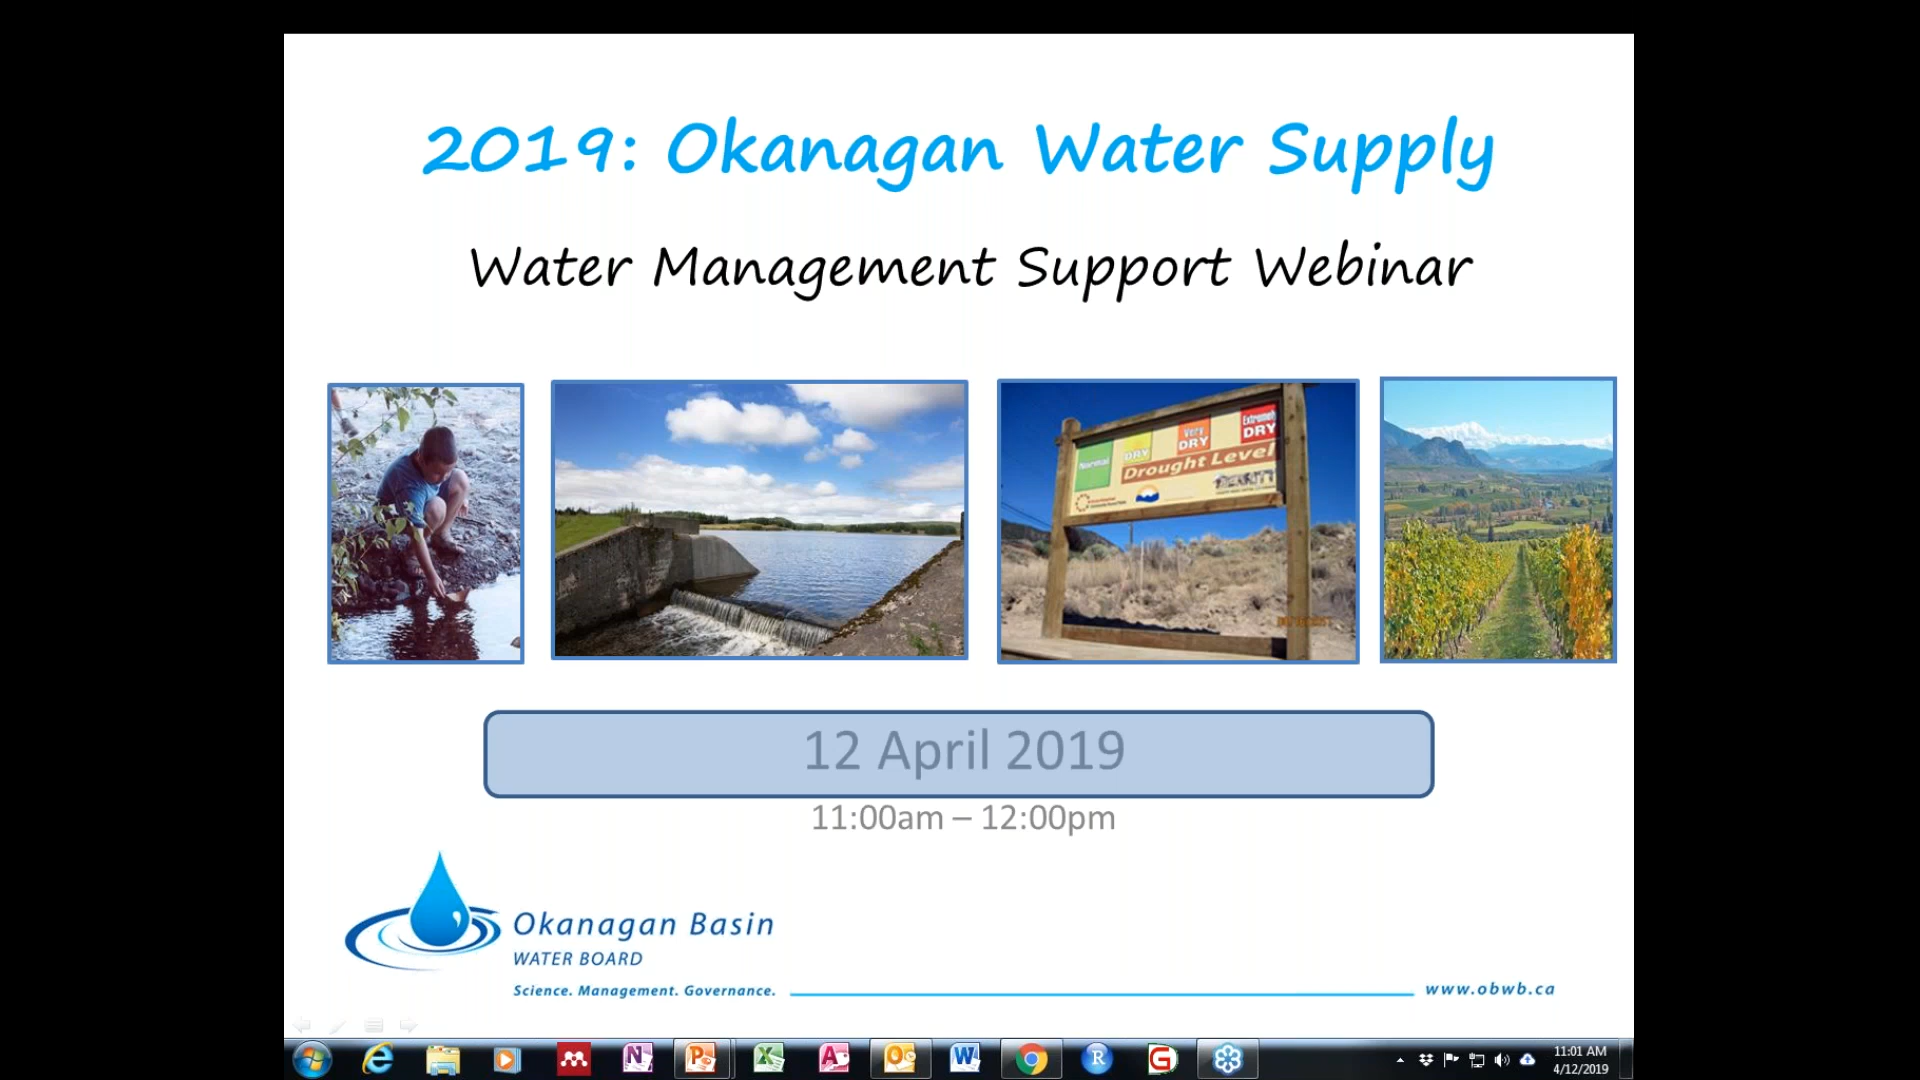 2019: Okanagan Water Supply
Water Management Support Webinar
Normal
DRY
Very DRY
Extremely DRY
Drought Level
12 April 2019
11:00am – 12:00pm
Okanagan Basin
WATER BOARD
Science. Management. Governance.
www.obwb.ca
11:01 AM
4/12/2019